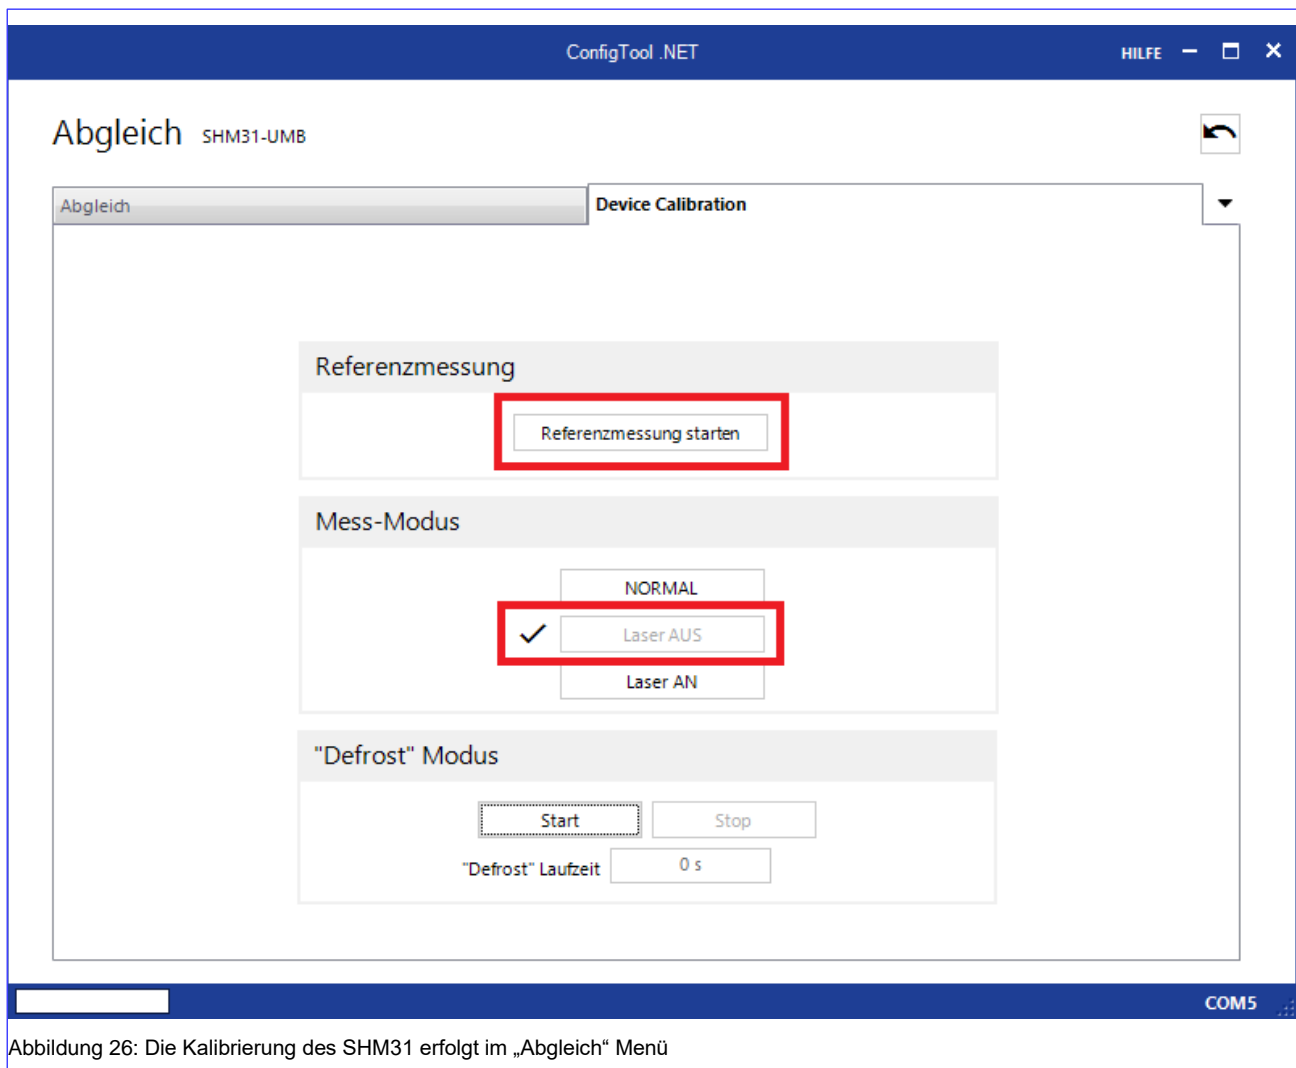 ConfigTool .NET
HILFE
Abgleich SHM31-UMB
Abgleich
Device Calibration
Referenzmessung
Referenzmessung starten
Mess-Modus
NORMAL
Laser AUS
Laser AN
"Defrost" Modus
Start Stop
"Defrost" Laufzeit 0 s
COM5
Abbildung 26: Die Kalibrierung des SHM31 erfolgt im „Abgleich“ Menü